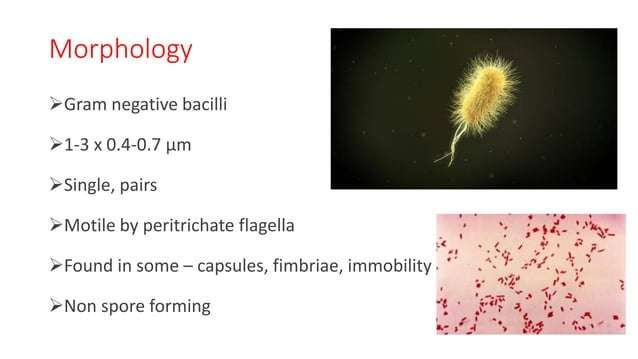 Morphology
➢Gram negative bacilli
➢1-3 x 0.4-0.7 µm
➢Single, pairs
➢Motile by peritrichate flagella
➢Found in some – capsules, fimbriae, immobility
➢Non spore forming